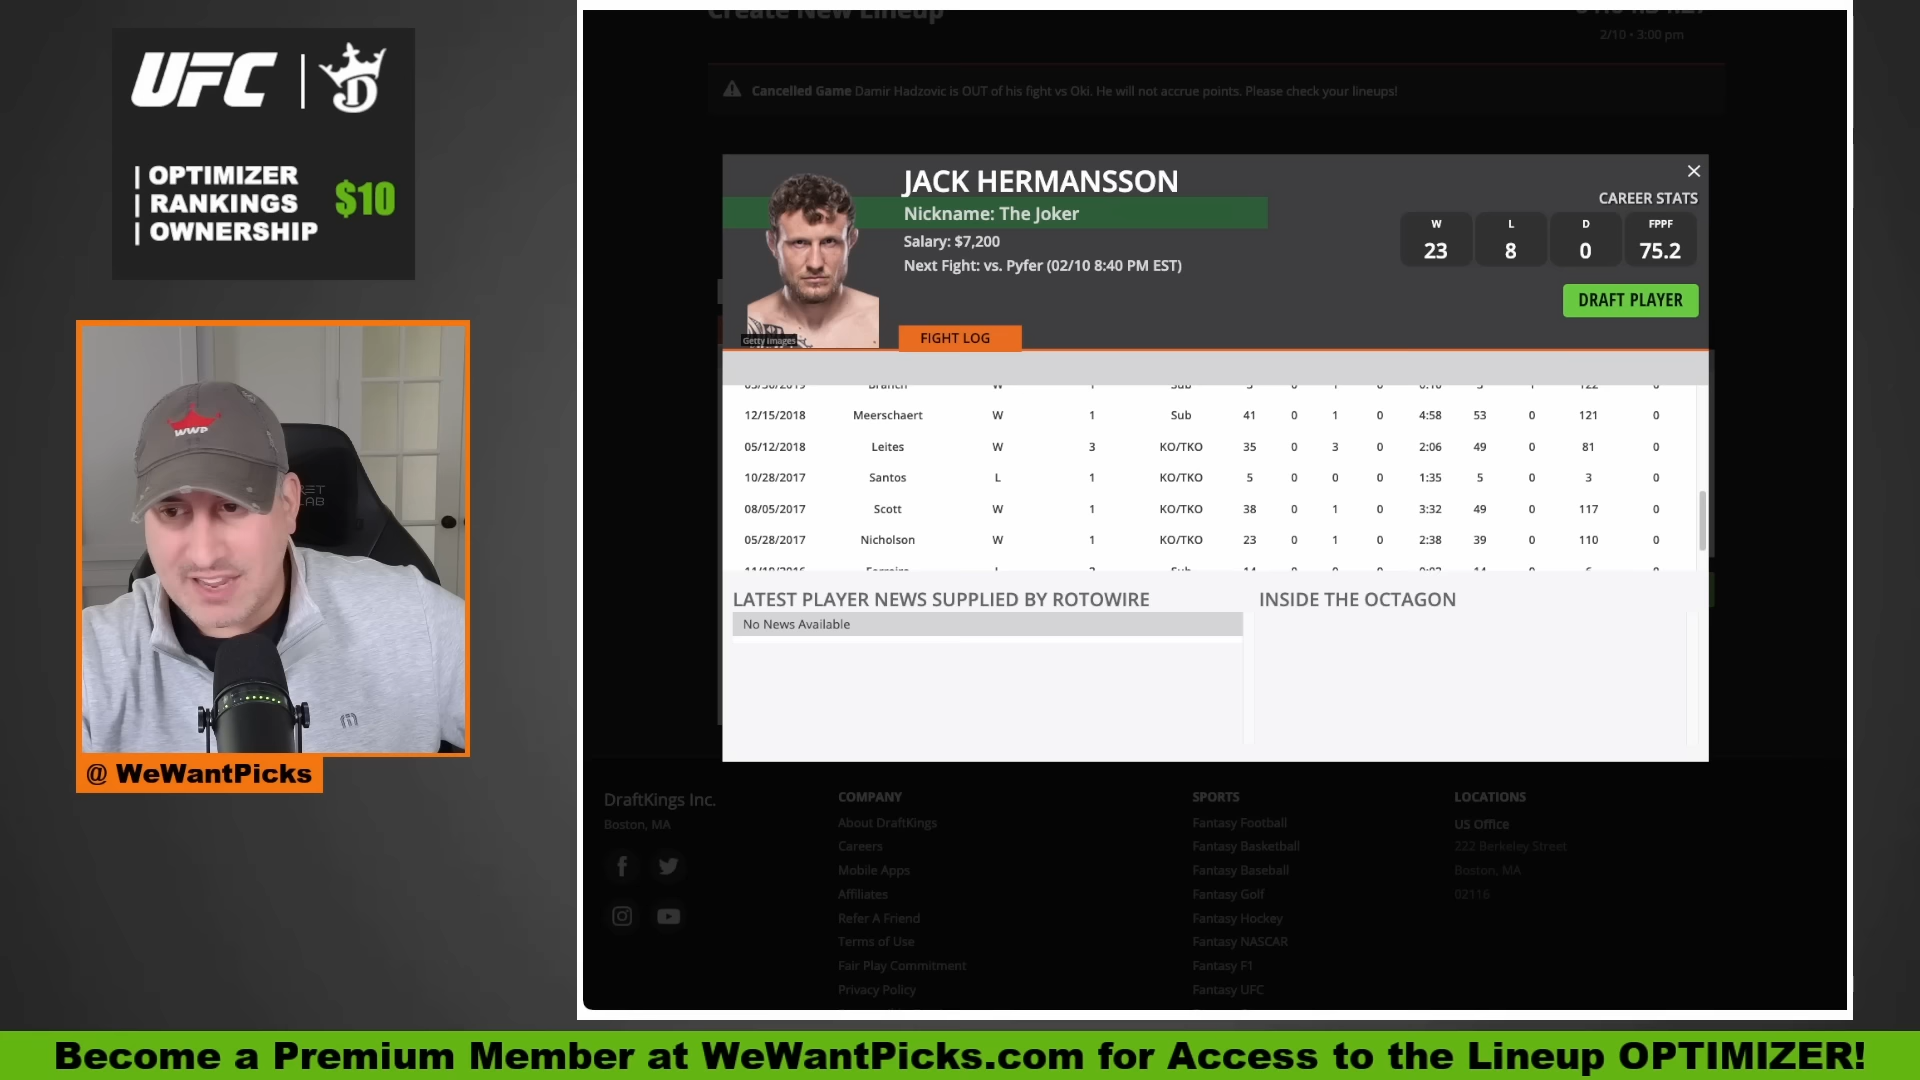 UFC
| OPTIMIZER
| RANKINGS
| OWNERSHIP
$10
WWP
@ WeWantPicks
Create New Lineup
2/10 • 3:00 pm
Cancelled Game Damir Hadzovic is OUT of his fight vs Oki. He will not accrue points. Please check your lineups!
JACK HERMANSSON
Nickname: The Joker
Salary: $7,200
Next Fight: vs. Pyfer (02/10 8:40 PM EST)
CAREER STATS
W L D FPPF
23 8 0 75.2
DRAFT PLAYER
Getty Images
FIGHT LOG
12/15/2018 Meerschaert W 1 Sub 41 0 1 0 4:58 53 0 121 0
05/12/2018 Leites W 3 KO/TKO 35 0 3 0 2:06 49 0 81 0
10/28/2017 Santos L 1 KO/TKO 5 0 0 0 1:35 5 0 3 0
08/05/2017 Scott W 1 KO/TKO 38 0 1 0 3:32 49 0 117 0
05/28/2017 Nicholson W 1 KO/TKO 23 0 1 0 2:38 39 0 110 0
LATEST PLAYER NEWS SUPPLIED BY ROTOWIRE
No News Available
INSIDE THE OCTAGON
DraftKings Inc.
Boston, MA
COMPANY
About DraftKings
Careers
Mobile Apps
Affiliates
Refer A Friend
Terms of Use
Fair Play Commitment
Privacy Policy
SPORTS
Fantasy Football
Fantasy Basketball
Fantasy Baseball
Fantasy Golf
Fantasy Hockey
Fantasy NASCAR
Fantasy F1
Fantasy UFC
LOCATIONS
US Office
222 Berkeley Street
Boston, MA
02116
Become a Premium Member at WeWantPicks.com for Access to the Lineup OPTIMIZER!